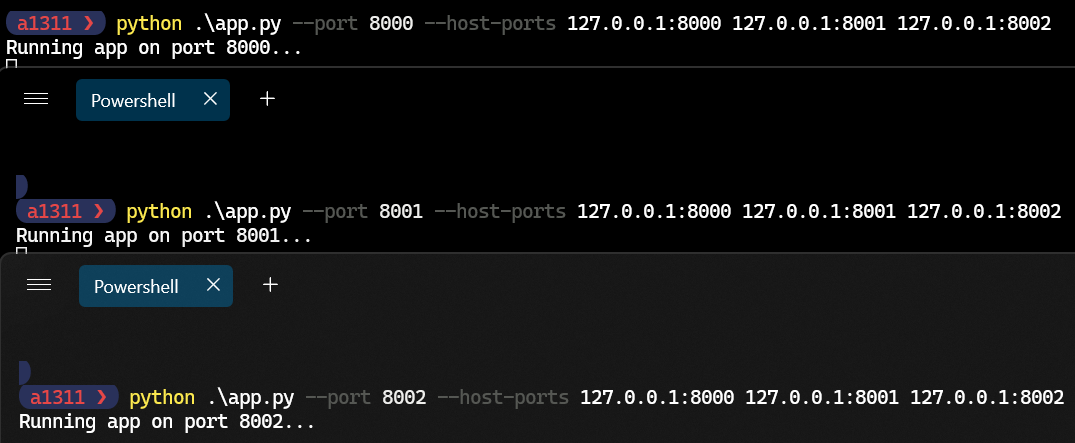 a1311 ❯ python .\app.py --port 8000 --host-ports 127.0.0.1:8000 127.0.0.1:8001 127.0.0.1:8002
Running app on port 8000...
Powershell
a1311 ❯ python .\app.py --port 8001 --host-ports 127.0.0.1:8000 127.0.0.1:8001 127.0.0.1:8002
Running app on port 8001...
Powershell
a1311 ❯ python .\app.py --port 8002 --host-ports 127.0.0.1:8000 127.0.0.1:8001 127.0.0.1:8002
Running app on port 8002...